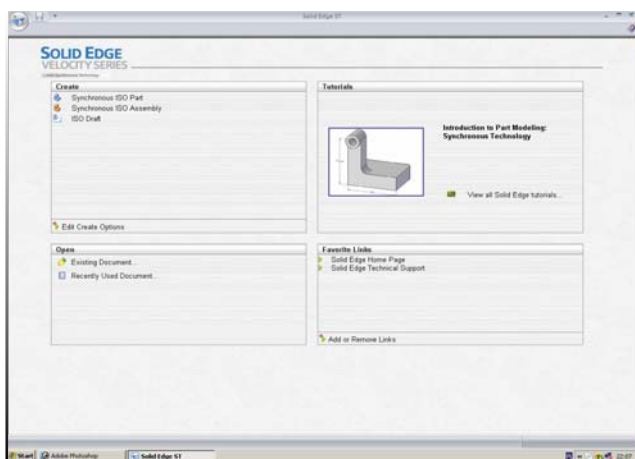 Solid Edge ST
SOLID EDGE
VELOCITY SERIES
Create
Synchronous ISO Part
Synchronous ISO Assembly
ISO Draft
Edit Create Options
Tutorials
Introduction to Part Modeling:
Synchronous Technology
View all Solid Edge tutorials...
Open
Existing Document...
Recently Used Document...
Favorite Links
Solid Edge Home Page
Solid Edge Technical Support
Add or Remove Links
Start
Adobe Photoshop
Solid Edge ST
22:07